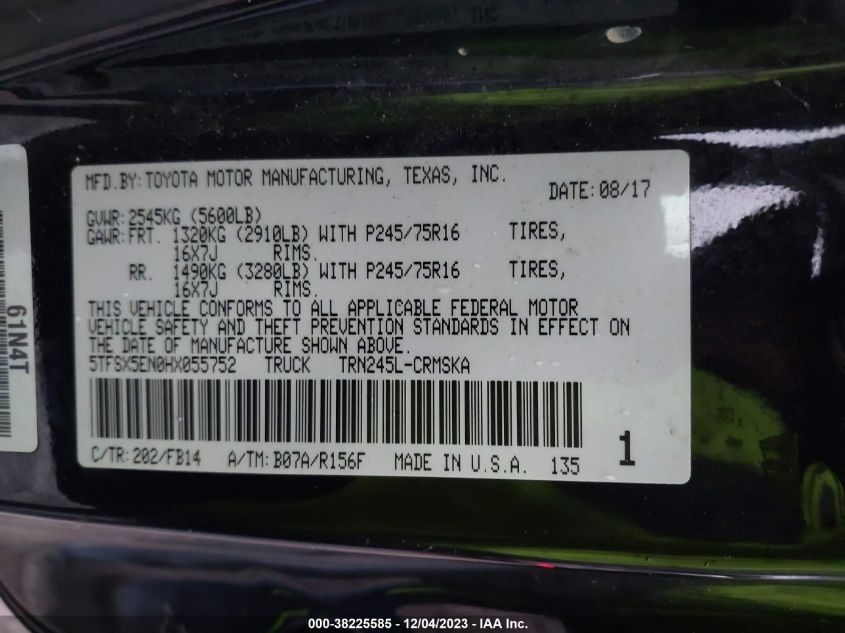 MFD.BY:TOYOTA MOTOR MANUFACTURING, TEXAS, INC.
DATE:08/17
GVWR:2545KG (5600LB)
GAWR:FRT. 1320KG (2910LB) WITH P245/75R16 TIRES,
16X7J RIMS.
RR. 1490KG (3280LB) WITH P245/75R16 TIRES,
16X7J RIMS.
THIS VEHICLE CONFORMS TO ALL APPLICABLE FEDERAL MOTOR
VEHICLE SAFETY AND THEFT PREVENTION STANDARDS IN EFFECT ON
THE DATE OF MANUFACTURE SHOWN ABOVE.
5TFSX5EN0HX055752 TRUCK TRN245L-CRMSKA
C/TR:202/FB14 A/TM:B07A/R156F MADE IN U.S.A. 135 1
61N4T
000-38225585 - 12/04/2023 - IAA Inc.